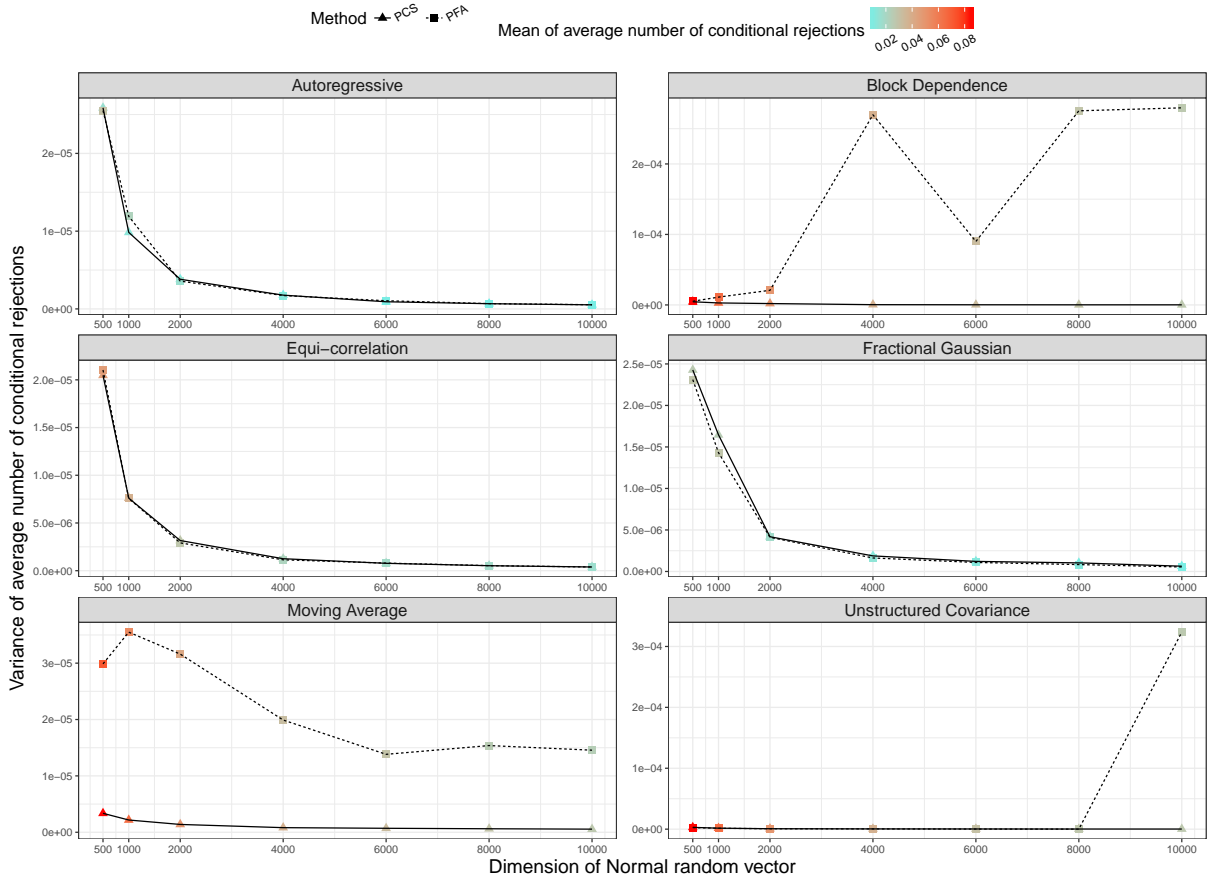 Method PCS PFA
Mean of average number of conditional rejections
0.02 0.04 0.06 0.08
Variance of average number of conditional rejections
Autoregressive
2e−05
1e−05
0e+00
500 1000 2000 4000 6000 8000 10000
Block Dependence
2e−04
1e−04
0e+00
500 1000 2000 4000 6000 8000 10000
Equi−correlation
2.0e−05
1.5e−05
1.0e−05
5.0e−06
0.0e+00
500 1000 2000 4000 6000 8000 10000
Fractional Gaussian
2.5e−05
2.0e−05
1.5e−05
1.0e−05
5.0e−06
0.0e+00
500 1000 2000 4000 6000 8000 10000
Moving Average
3e−05
2e−05
1e−05
0e+00
500 1000 2000 4000 6000 8000 10000
Unstructured Covariance
3e−04
2e−04
1e−04
0e+00
500 1000 2000 4000 6000 8000 10000
Dimension of Normal random vector